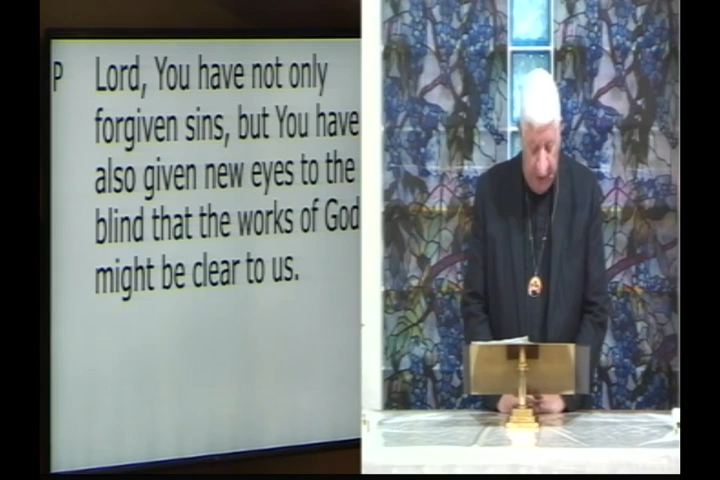 P Lord, You have not only
forgiven sins, but You have
also given new eyes to the
blind that the works of God
might be clear to us.